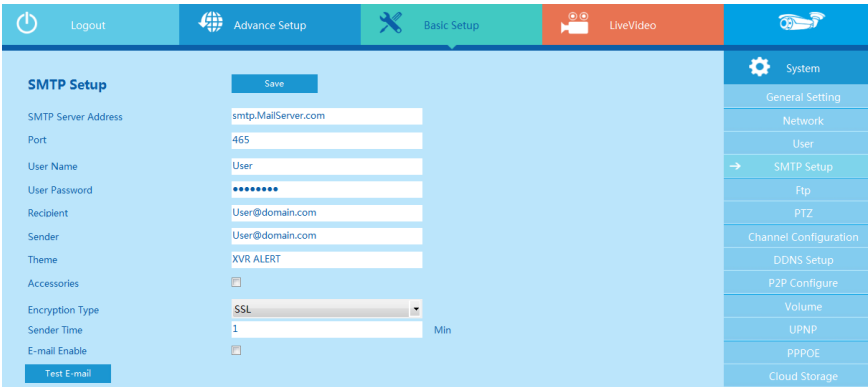 Logout
Advance Setup
Basic Setup
LiveVideo
SMTP Setup
Save
SMTP Server Address
smtp.MailServer.com
Port
465
User Name
User
User Password
••••••••
Recipient
User@domain.com
Sender
User@domain.com
Theme
XVR ALERT
Accessories
Encryption Type
SSL
Sender Time
1
Min
E-mail Enable
Test E-mail
System
General Setting
Network
User
SMTP Setup
Ftp
PTZ
Channel Configuration
DDNS Setup
P2P Configure
Volume
UPNP
PPPOE
Cloud Storage